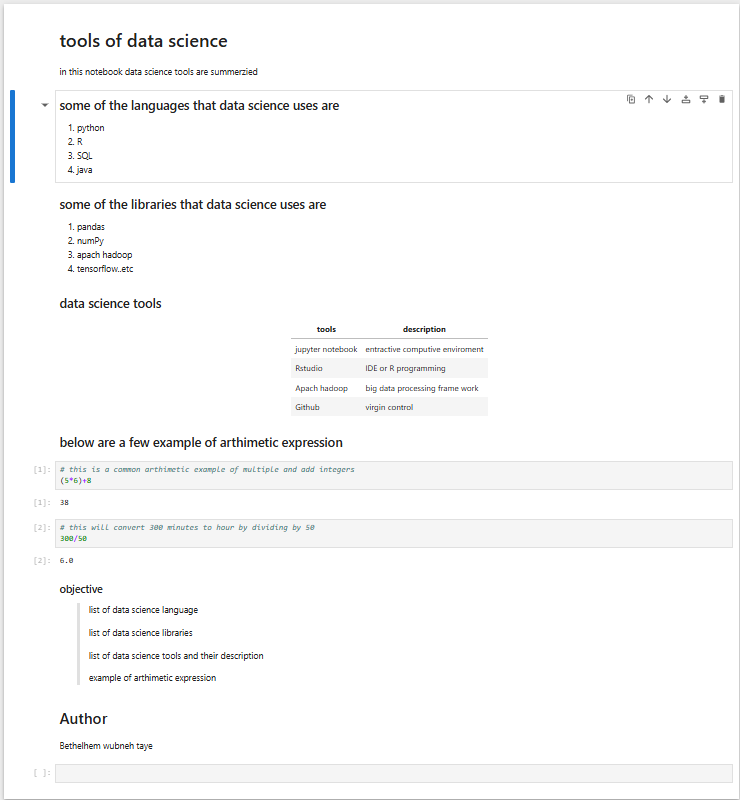 tools of data science
in this notebook data science tools are summerzied
some of the languages that data science uses are
1. python
2. R
3. SQL
4. java
some of the libraries that data science uses are
1. pandas
2. numPy
3. apach hadoop
4. tensorflow..etc
data science tools
tools description
jupyter notebook entractive computive enviroment
Rstudio IDE or R programming
Apach hadoop big data processing frame work
Github virgin control
below are a few example of arthimetic expression
[1]: # this is a common arthimetic example of multiple and add integers
(5*6)+8
[1]: 38
[2]: # this will convert 300 minutes to hour by dividing by 50
300/50
[2]: 6.0
objective
list of data science language
list of data science libraries
list of data science tools and their description
example of arthimetic expression
Author
Bethelhem wubneh taye
[ ]: